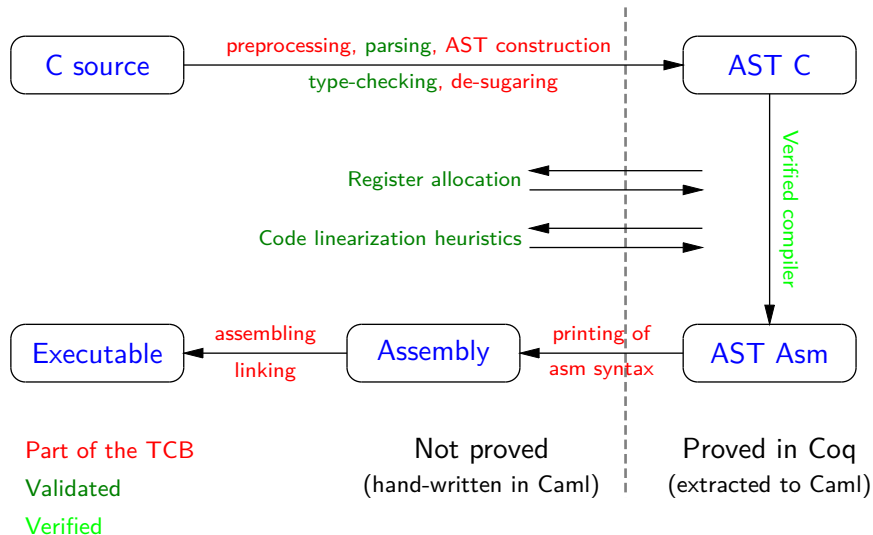 preprocessing, parsing, AST construction
C source
AST C
type-checking, de-sugaring
Verified compiler
Register allocation
Code linearization heuristics
assembling
printing of
Executable
Assembly
AST Asm
linking
asm syntax
Part of the TCB
Not proved
Proved in Coq
Validated
(hand-written in Caml)
(extracted to Caml)
Verified